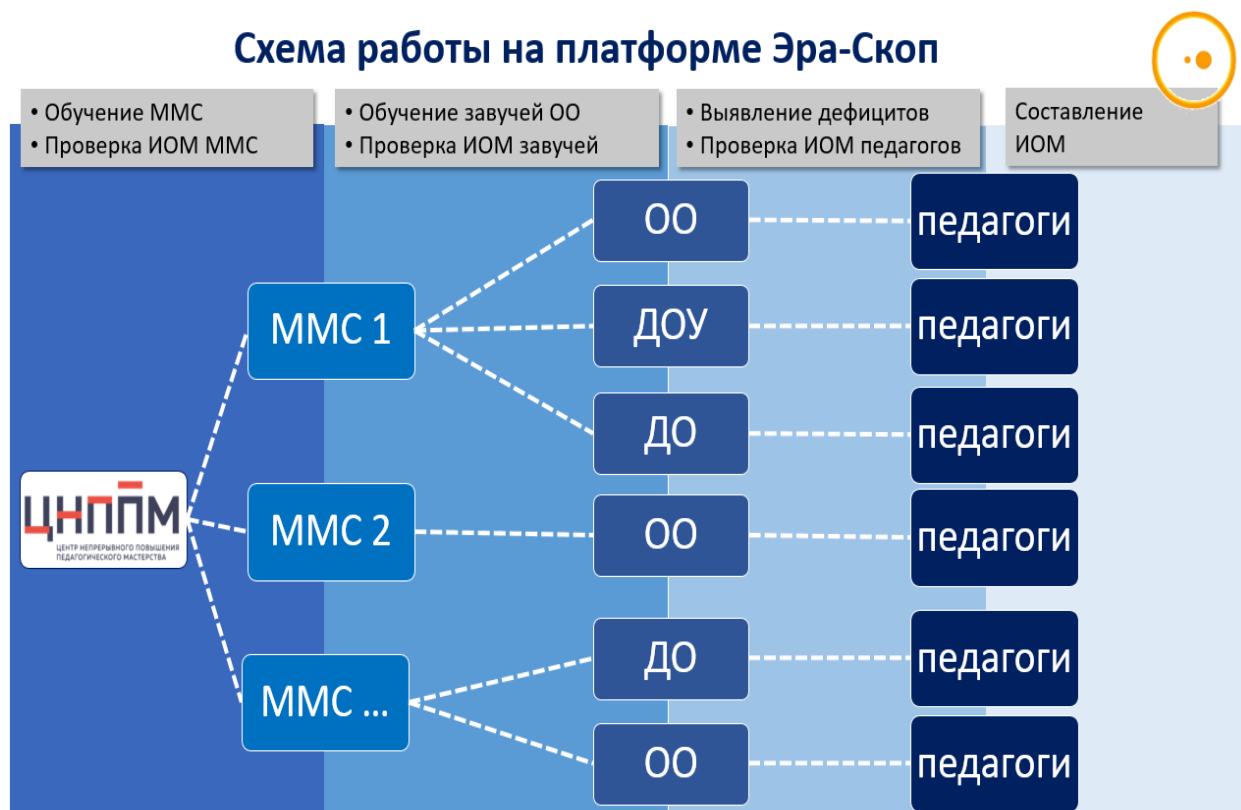 Схема работы на платформе Эра-Скоп
• Обучение ММС
• Проверка ИОМ ММС
• Обучение завучей ОО
• Проверка ИОМ завучей
• Выявление дефицитов
• Проверка ИОМ педагогов
Составление
ИОМ
ОО
педагоги
ММС 1
ДОУ
педагоги
ДО
педагоги
ЦНППМ
ЦЕНТР НЕПРЕРЫВНОГО ПОВЫШЕНИЯ
ПЕДАГОГИЧЕСКОГО МАСТЕРСТВА
ММС 2
ОО
педагоги
ММС ...
ДО
педагоги
ОО
педагоги